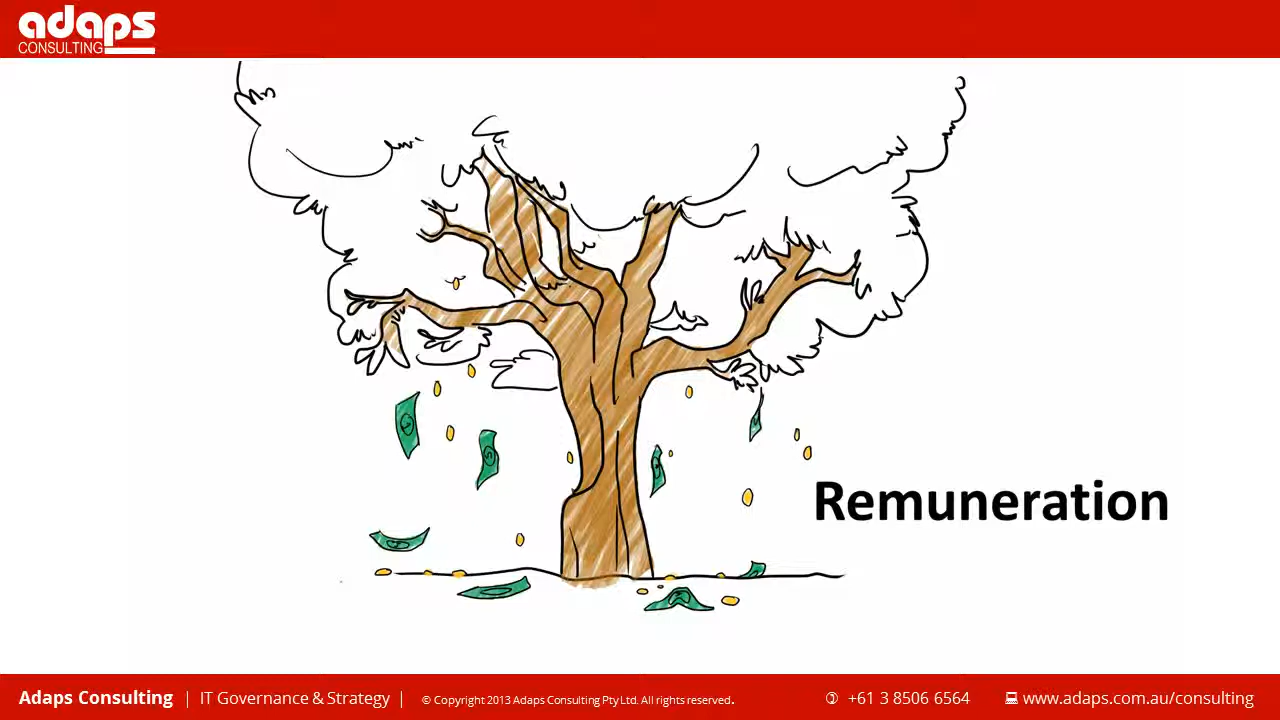 adaps
CONSULTING
Remuneration
Adaps Consulting | IT Governance & Strategy | © Copyright 2013 Adaps Consulting Pty Ltd. All rights reserved. +61 3 8506 6564 www.adaps.com.au/consulting